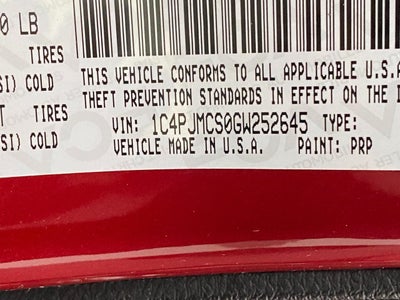 0 LB
TIRES
SI) COLD
T TIRES
SI) COLD
THIS VEHICLE CONFORMS TO ALL APPLICABLE U.S.A
THEFT PREVENTION STANDARDS IN EFFECT ON THE
VIN: 1C4PJMCS0GW252645 TYPE:
VEHICLE MADE IN U.S.A. PAINT: PRP